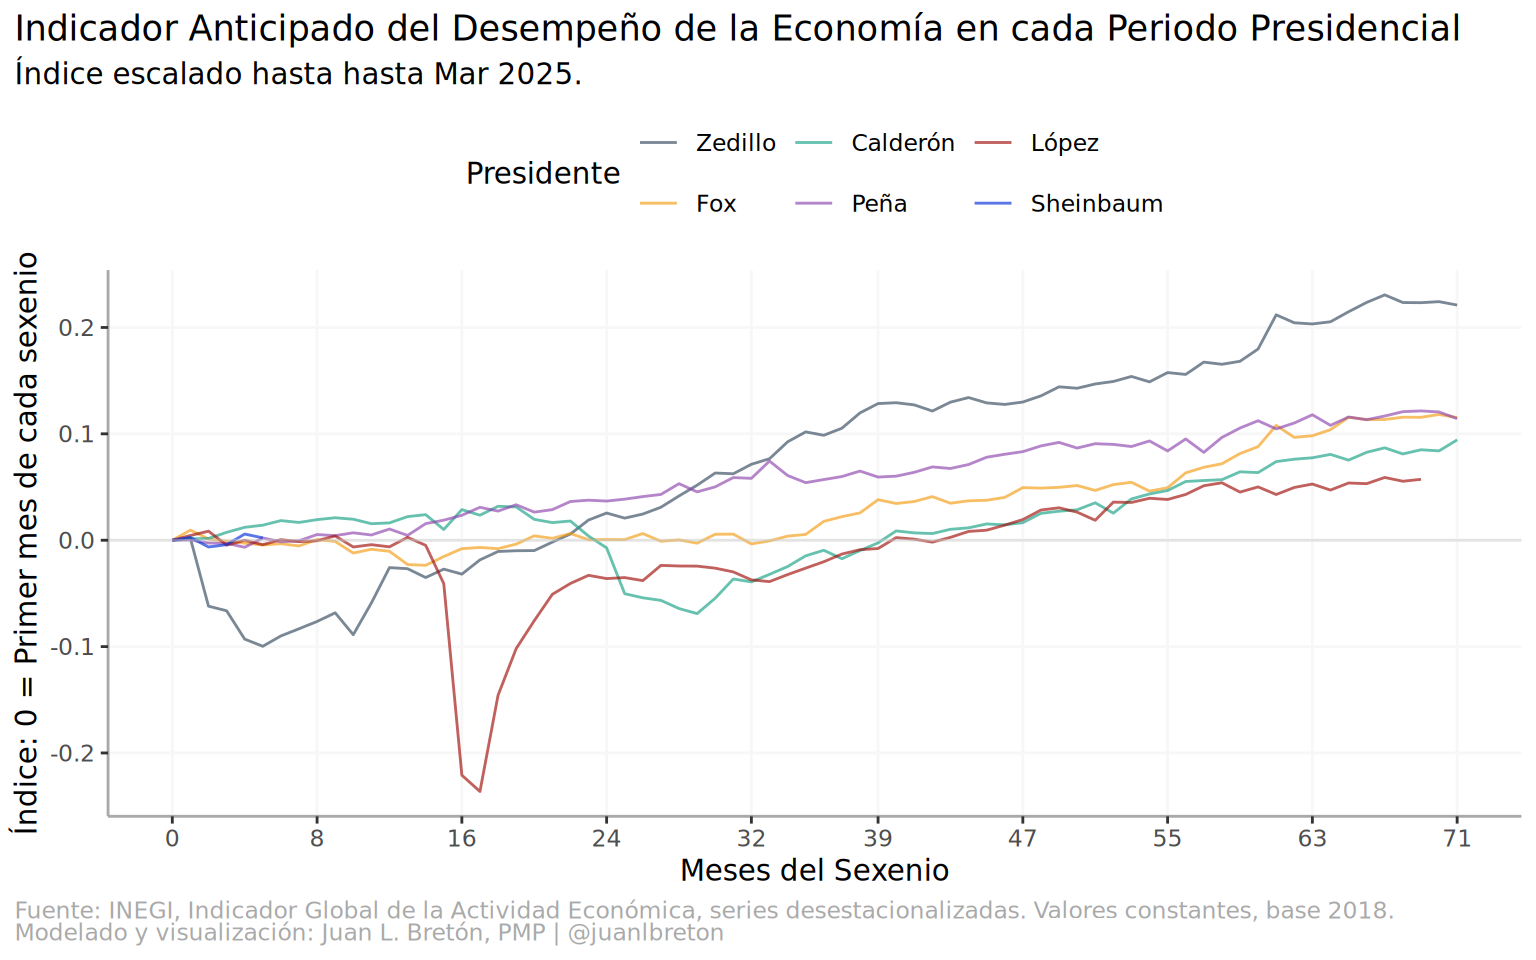 Indicador Anticipado del Desempeño de la Economía en cada Periodo Presidencial
Índice escalado hasta hasta Mar 2025.
Presidente
Zedillo
Calderón
López
Fox
Peña
Sheinbaum
Índice: 0 = Primer mes de cada sexenio
0.2
0.1
0.0
-0.1
-0.2
0 8 16 24 32 39 47 55 63 71
Meses del Sexenio
Fuente: INEGI, Indicador Global de la Actividad Económica, series desestacionalizadas. Valores constantes, base 2018.
Modelado y visualización: Juan L. Bretón, PMP | @juanlbreton